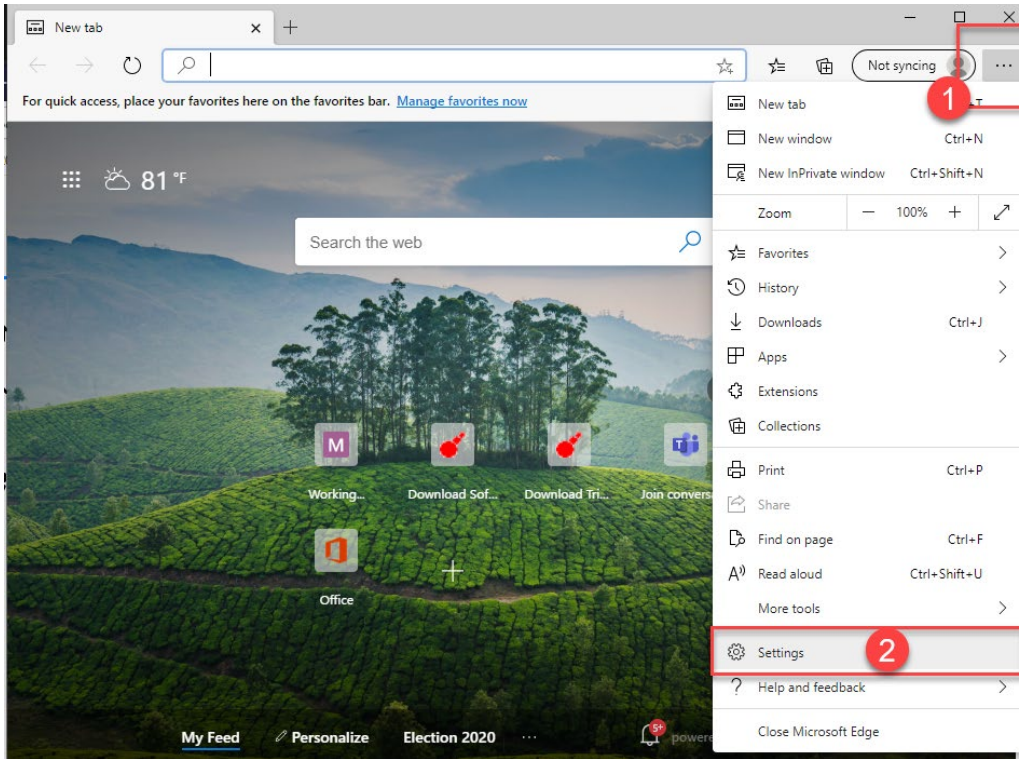 New tab
Not syncing
1
For quick access, place your favorites here on the favorites bar. Manage favorites now
81 °F
Search the web
M
Working...
Download Sof...
Download Tri...
Join conversa
Office
My Feed
Personalize
Election 2020
...
5+
powere
New tab
+T
New window Ctrl+N
New InPrivate window Ctrl+Shift+N
Zoom — 100% +
Favorites
History
Downloads Ctrl+J
Apps
Extensions
Collections
Print Ctrl+P
Share
Find on page Ctrl+F
Read aloud Ctrl+Shift+U
More tools
Settings 2
Help and feedback
Close Microsoft Edge